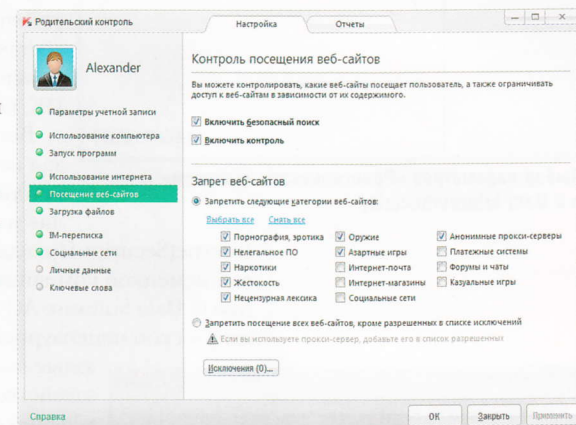 Родительский контроль
Настройка
Отчеты
Alexander
Параметры учетной записи
Использование компьютера
Запуск программ
Использование интернета
Посещение веб-сайтов
Загрузка файлов
IM-переписка
Социальные сети
Личные данные
Ключевые слова
Контроль посещения веб-сайтов
Вы можете контролировать, какие веб-сайты посещает пользователь, а также ограничивать
доступ к веб-сайтам в зависимости от их содержимого.
Включить безопасный поиск
Включить контроль
Запрет веб-сайтов
Запретить следующие категории веб-сайтов:
Выбрать все Снять все
Порнография, эротика Оружие Анонимные прокси-серверы
Нелегальное ПО Азартные игры Платежные системы
Наркотики Интернет-почта Форумы и чаты
Жестокость Интернет-магазины Казуальные игры
Нецензурная лексика Социальные сети
Запретить посещение всех веб-сайтов, кроме разрешенных в списке исключений
Если вы используете прокси-сервер, добавьте его в список разрешенных
Исключения (0)...
Справка
ОК Закрыть Применить